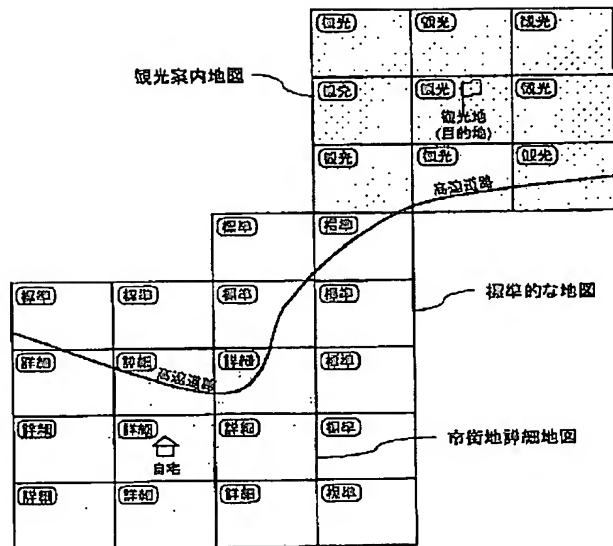 観光 観光 観光
観光案内地図
観光 観光 観光
観光地
(目的地)
観光 観光 観光
高速道路
標準 標準
標準 標準 標準 標準
標準的な地図
詳細 詳細 詳細 標準
高速道路
詳細 詳細 詳細 標準
市街地詳細地図
自宅
詳細 詳細 詳細 標準